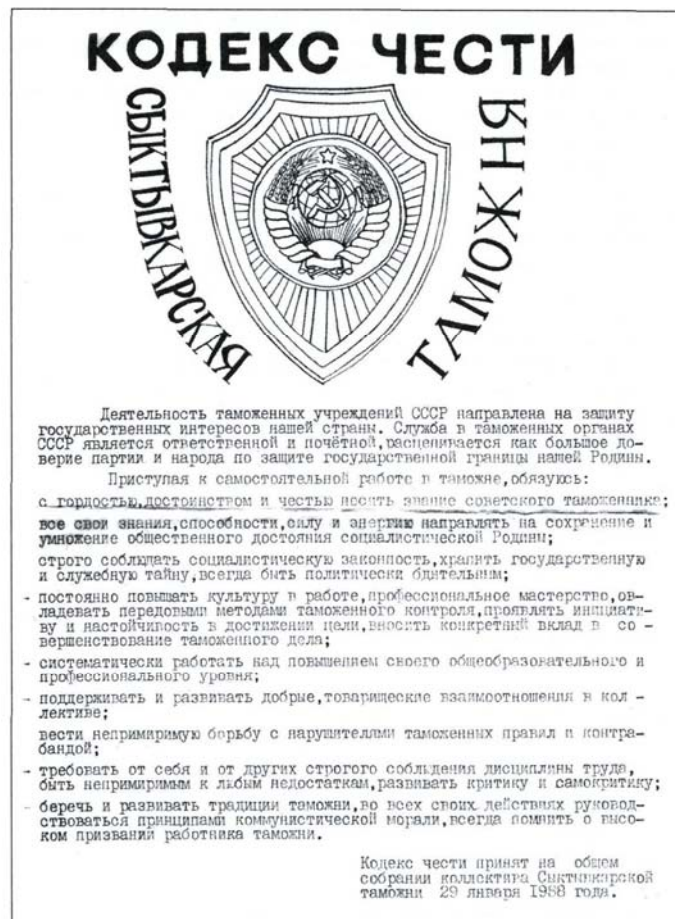 КОДЕКС ЧЕСТИ
СЫКТЫВКАРСКАЯ
ТАМОЖНЯ
Деятельность таможенных учреждений СССР направлена на защиту
государственных интересов нашей страны. Служба в таможенных органах
СССР является ответственной и почётной,расценивается как большое до-
верие партии и народа по защите государственной границы нашей Родины.
Приступая к самостоятельной работе в таможне,обязуюсь:
с гордостью,достоинством и честью носить звание советского таможенника;
все свои знания,способности,силу и энергию направлять на сохранение и
умножение общественного достояния социалистической Родины;
строго соблюдать социалистическую законность,хранить государственную
и служебную тайну,всегда быть политически бдительным;
- постоянно повышать культуру в работе,профессиональное мастерство,ов-
ладевать передовыми методами таможенного контроля,проявлять инициати-
ву и настойчивость в достижении цели,вносить конкретный вклад в со -
вершенствование таможенного дела;
- систематически работать над повышением своего общеобразовательного и
профессионального уровня;
- поддерживать и развивать добрые,товарищеские взаимоотношения в кол -
лективе;
вести непримиримую борьбу с нарушителями таможенных правил и контра-
бандой;
- требовать от себя и от других строгого соблюдения дисциплины труда,
быть непримиримым к любым недостаткам,развивать критику и самокритику;
- беречь и развивать традиции таможни,во всех своих действиях руковод-
ствоваться принципами коммунистической морали,всегда помнить о высо-
ком призваний работника таможни.
Кодекс чести принят на общем
собрании коллектива Сыктывкарской
таможни 29 января 1988 года.